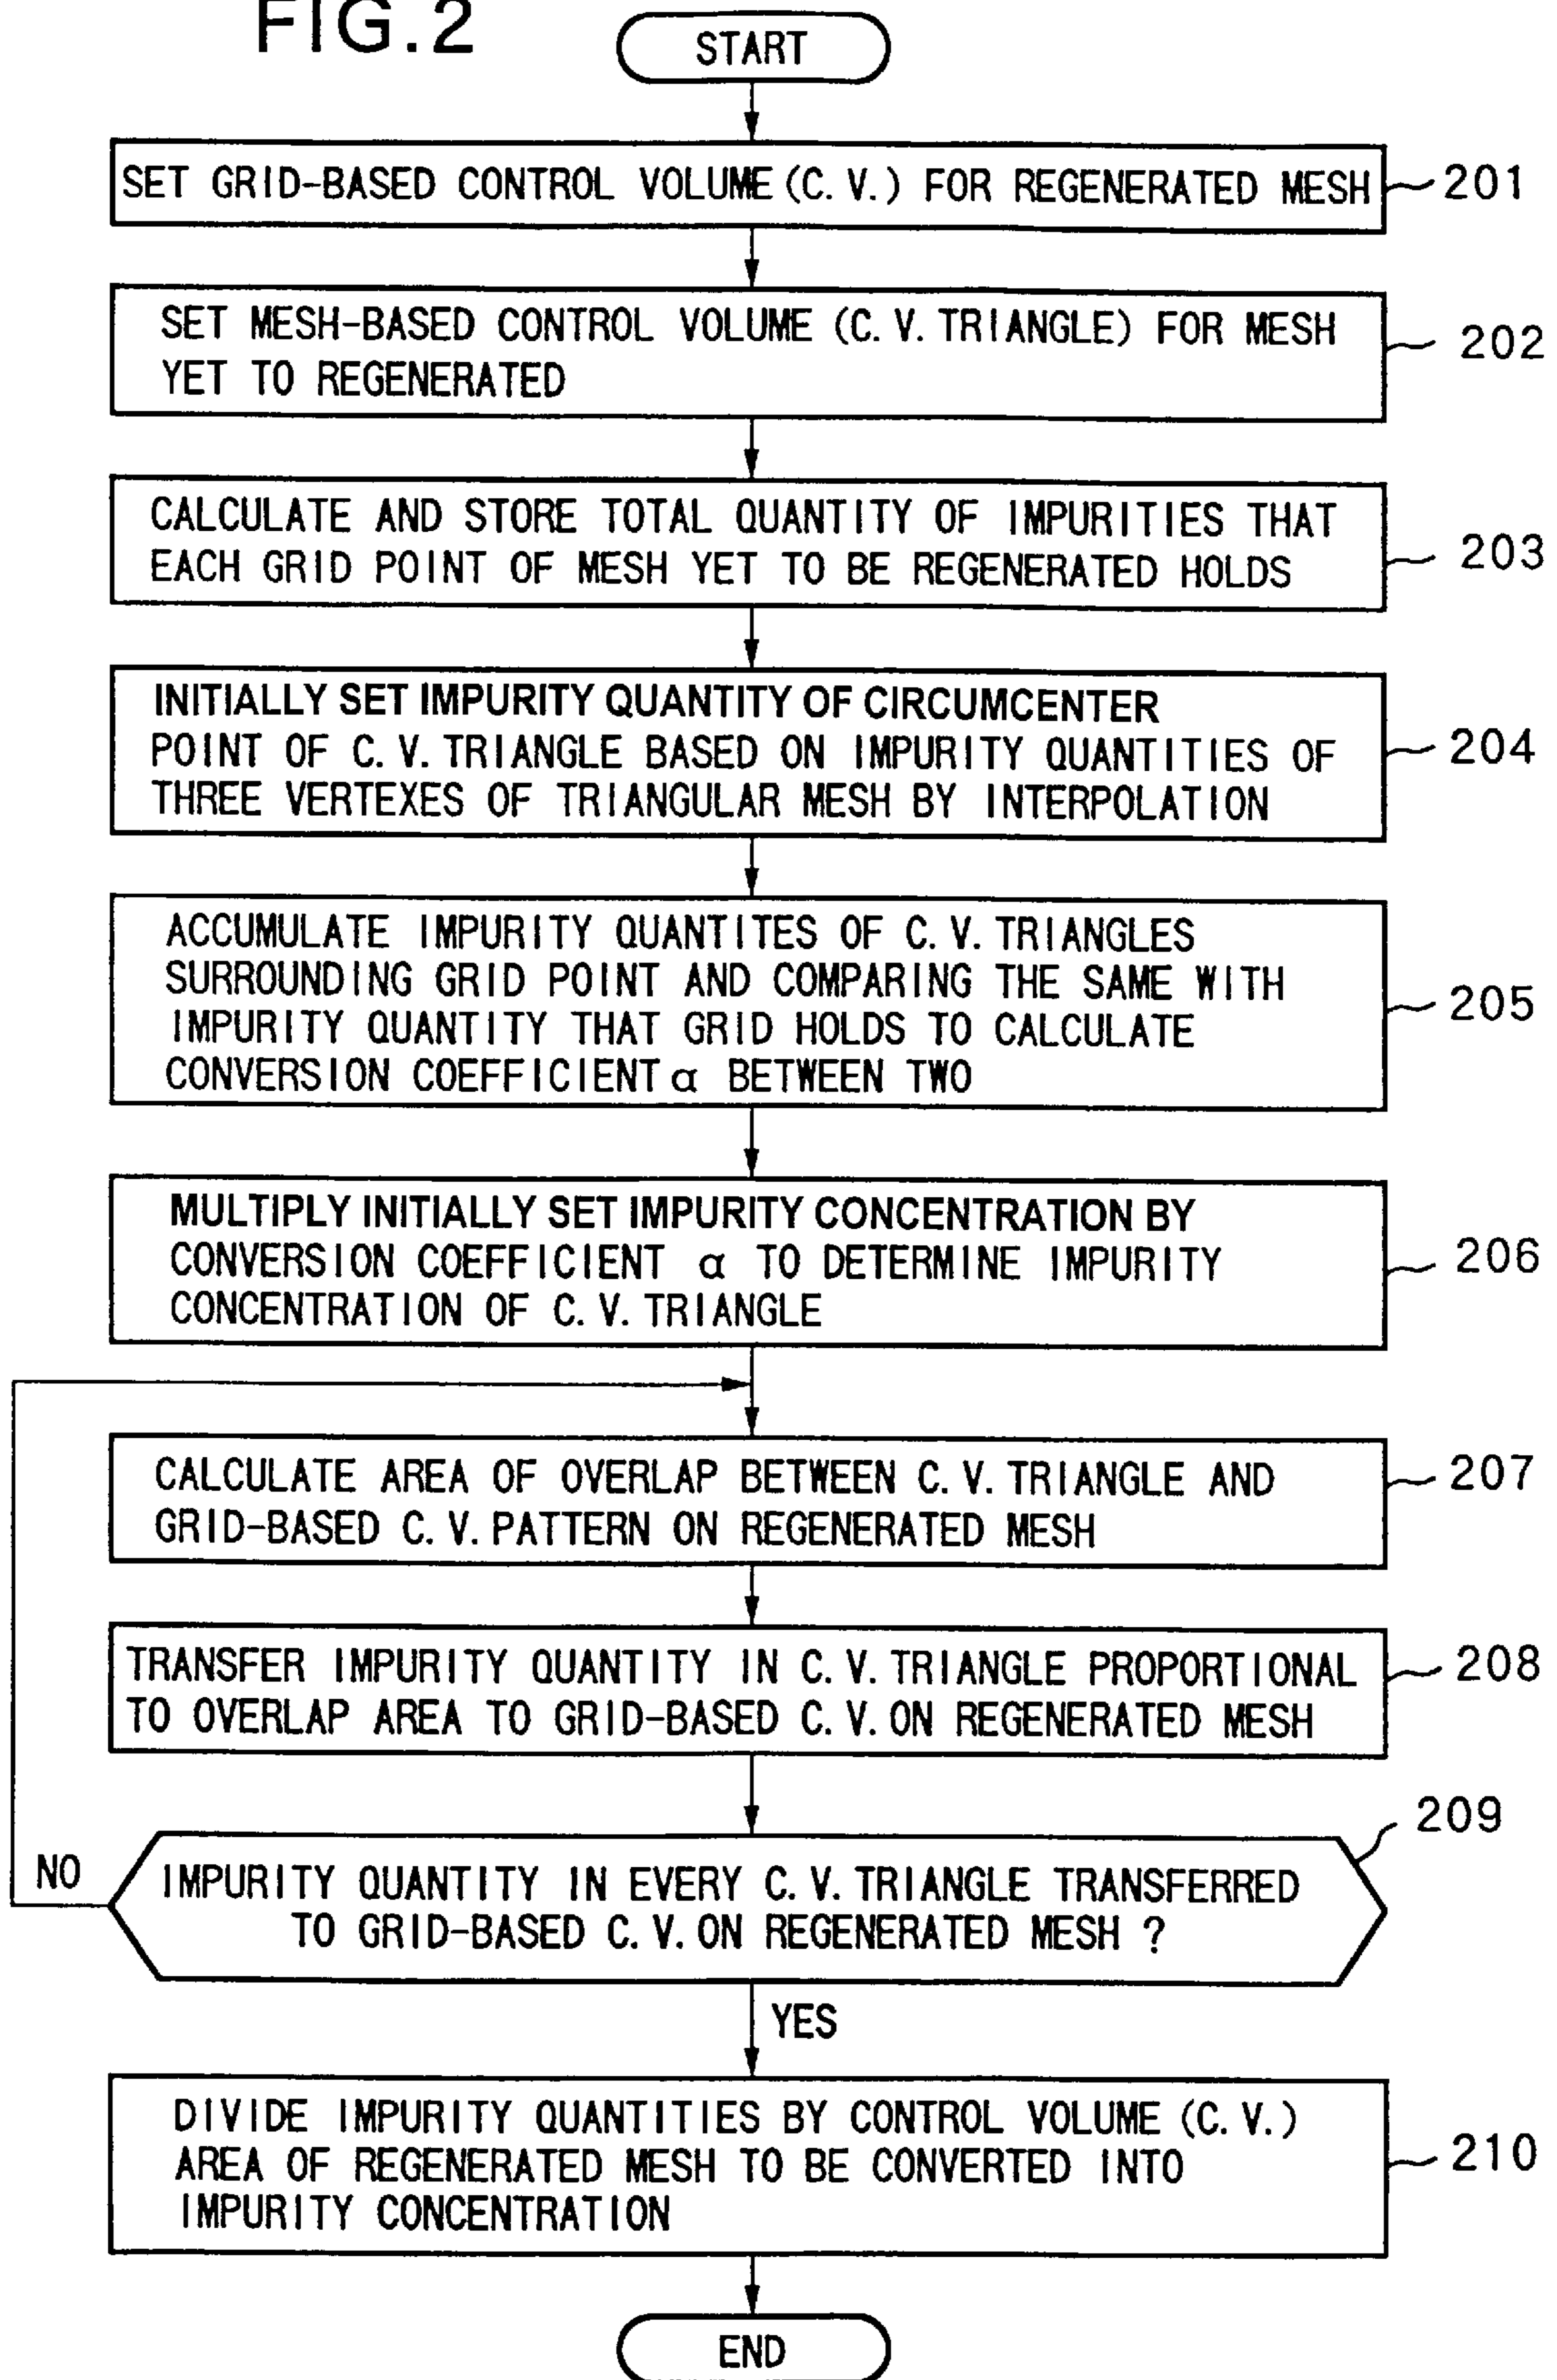 FIG.2
START
SET GRID-BASED CONTROL VOLUME (C. V.) FOR REGENERATED MESH
201
SET MESH-BASED CONTROL VOLUME (C. V. TRIANGLE) FOR MESH
YET TO REGENERATED
202
CALCULATE AND STORE TOTAL QUANTITY OF IMPURITIES THAT
EACH GRID POINT OF MESH YET TO BE REGENERATED HOLDS
203
INITIALLY SET IMPURITY QUANTITY OF CIRCUMCENTER
POINT OF C. V. TRIANGLE BASED ON IMPURITY QUANTITIES OF
THREE VERTEXES OF TRIANGULAR MESH BY INTERPOLATION
204
ACCUMULATE IMPURITY QUANTITES OF C. V. TRIANGLES
SURROUNDING GRID POINT AND COMPARING THE SAME WITH
IMPURITY QUANTITY THAT GRID HOLDS TO CALCULATE
CONVERSION COEFFICIENT α BETWEEN TWO
205
MULTIPLY INITIALLY SET IMPURITY CONCENTRATION BY
CONVERSION COEFFICIENT α TO DETERMINE IMPURITY
CONCENTRATION OF C. V. TRIANGLE
206
CALCULATE AREA OF OVERLAP BETWEEN C. V. TRIANGLE AND
GRID-BASED C. V. PATTERN ON REGENERATED MESH
207
TRANSFER IMPURITY QUANTITY IN C. V. TRIANGLE PROPORTIONAL
TO OVERLAP AREA TO GRID-BASED C. V. ON REGENERATED MESH
208
209
NO
IMPURITY QUANTITY IN EVERY C. V. TRIANGLE TRANSFERRED
TO GRID-BASED C. V. ON REGENERATED MESH ?
YES
DIVIDE IMPURITY QUANTITIES BY CONTROL VOLUME (C. V.)
AREA OF REGENERATED MESH TO BE CONVERTED INTO
IMPURITY CONCENTRATION
210
END